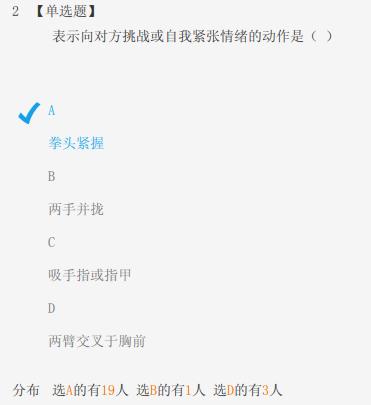 2 【单选题】
表示向对方挑战或自我紧张情绪的动作是( )
A
拳头紧握
B
两手并拢
C
吸手指或指甲
D
两臂交叉于胸前
分布 选A的有19人 选B的有1人 选D的有3人